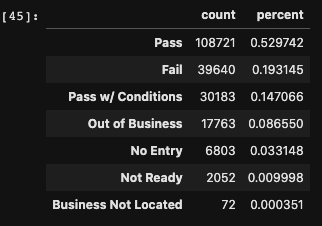 [45]:
count percent
Pass 108721 0.529742
Fail 39640 0.193145
Pass w/ Conditions 30183 0.147066
Out of Business 17763 0.086550
No Entry 6803 0.033148
Not Ready 2052 0.009998
Business Not Located 72 0.000351